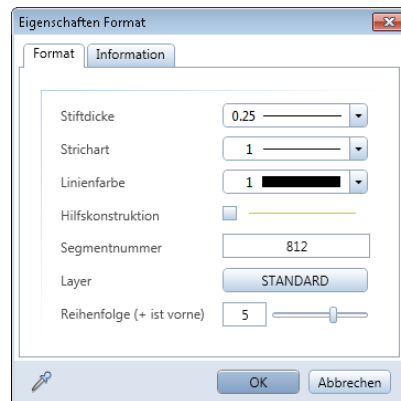 Eigenschaften Format
Format Information
Stiftdicke 0.25
Strichart 1
Linienfarbe 1
Hilfskonstruktion
Segmentnummer 812
Layer STANDARD
Reihenfolge (+ ist vorne) 5
OK Abbrechen